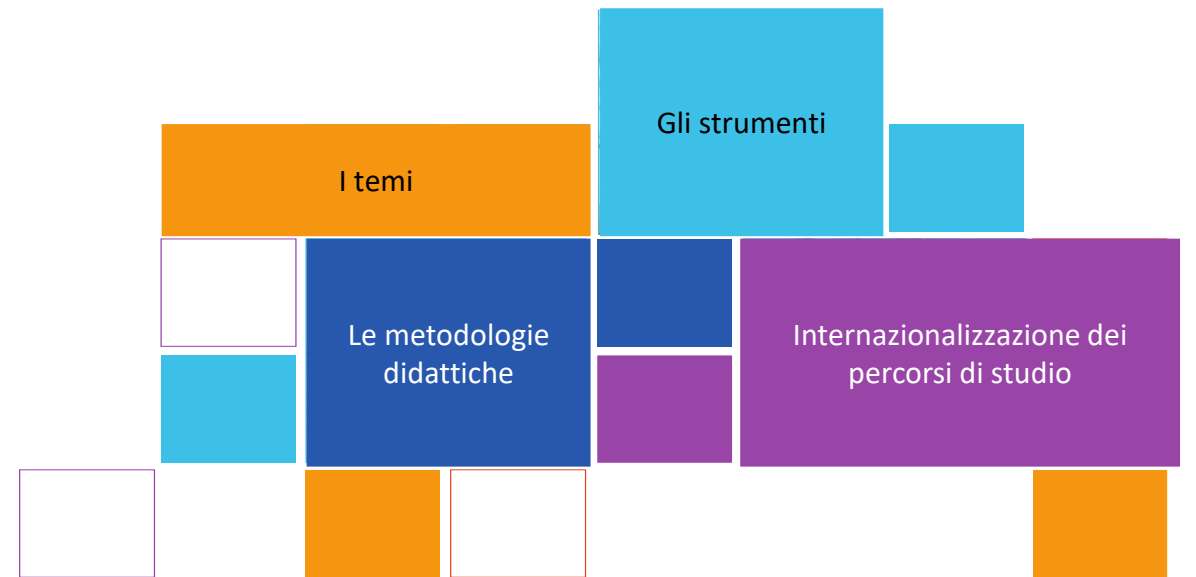 Gli strumenti
I temi
Le metodologie
didattiche
Internazionalizzazione dei
percorsi di studio